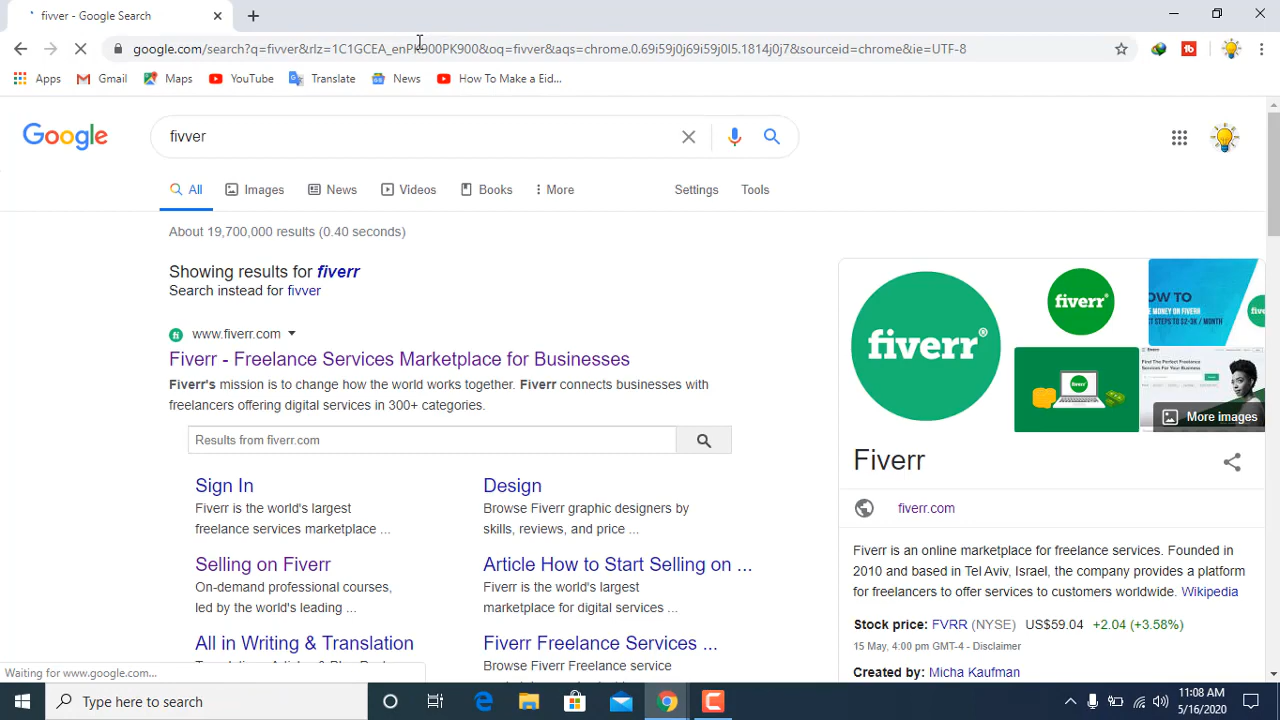 fivver - Google Search
google.com/search?q=fivver&rlz=1C1GCEA_enPK900PK900&oq=fivver&aqs=chrome.0.69i59j0j69i59j0l5.1814j0j7&sourceid=chrome&ie=UTF-8
Apps Gmail Maps YouTube Translate News How To Make a Eid...
Google fivver
All Images News Videos Books More Settings Tools
About 19,700,000 results (0.40 seconds)
Showing results for fiverr
Search instead for fivver
www.fiverr.com
Fiverr - Freelance Services Marketplace for Businesses
Fiverr's mission is to change how the world works together. Fiverr connects businesses with
freelancers offering digital services in 300+ categories.
Results from fiverr.com
Sign In
Fiverr is the world's largest
freelance services marketplace ...
Design
Browse Fiverr graphic designers by
skills, reviews, and price ...
Selling on Fiverr
On-demand professional courses,
led by the world's leading ...
Article How to Start Selling on ...
Fiverr is the world's largest
marketplace for digital services ...
All in Writing & Translation
Fiverr Freelance Services ...
Browse Fiverr Freelance service
fiverr®
fiverr®
OW TO
E MONEY ON FIVERR
More images
Fiverr
fiverr.com
Fiverr is an online marketplace for freelance services. Founded in
2010 and based in Tel Aviv, Israel, the company provides a platform
for freelancers to offer services to customers worldwide. Wikipedia
Stock price: FVRR (NYSE) US$59.04 +2.04 (+3.58%)
15 May, 4:00 pm GMT-4 - Disclaimer
Created by: Micha Kaufman
Waiting for www.google.com...
Type here to search
11:08 AM
5/16/2020